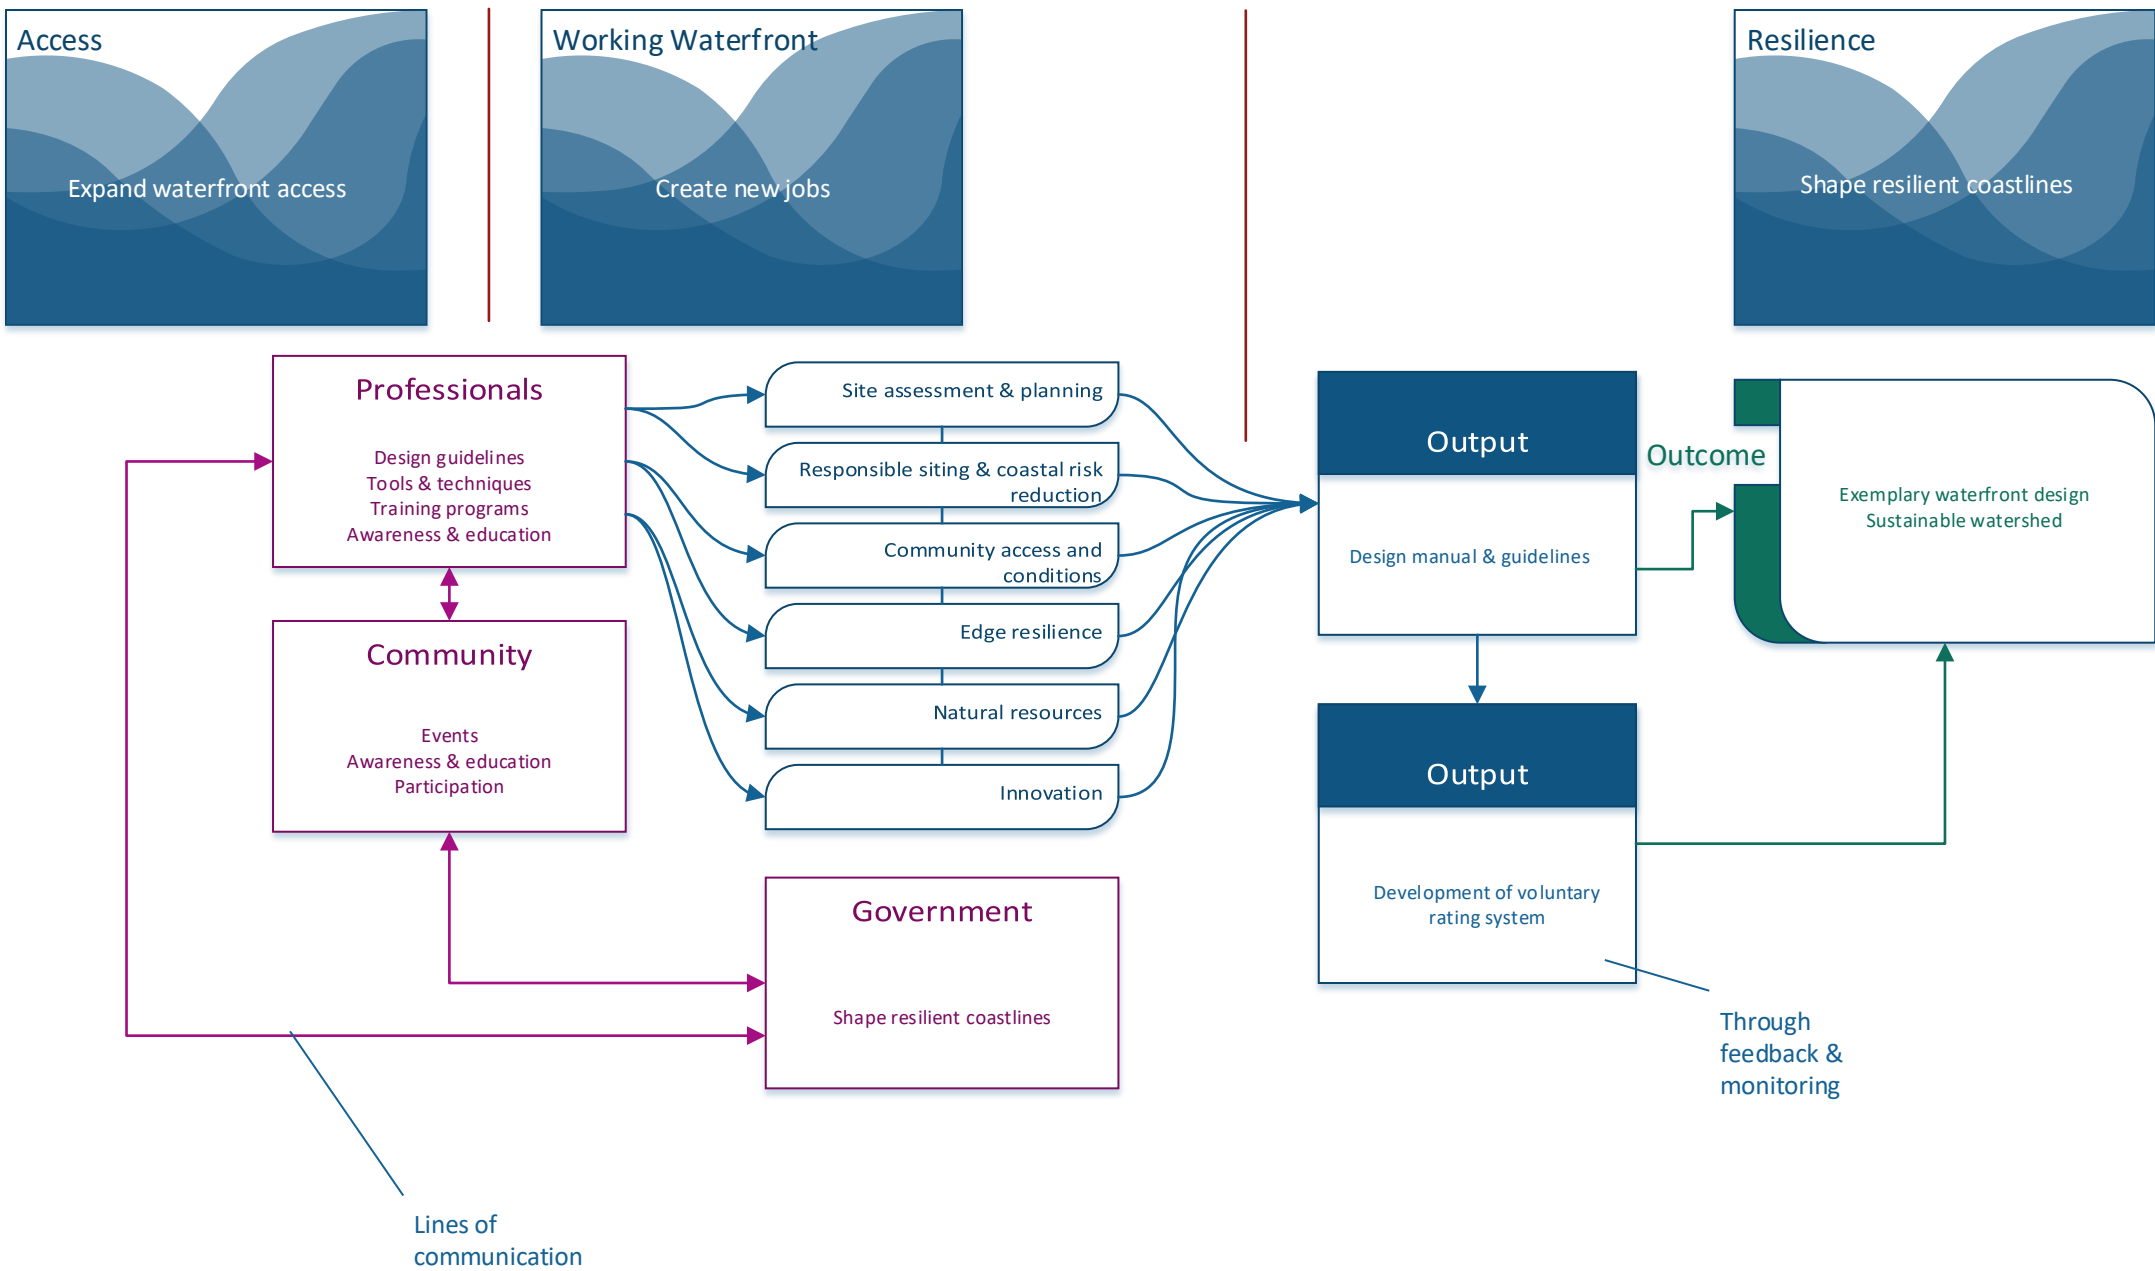 Access
Expand waterfront access
Working Waterfront
Create new jobs
Resilience
Shape resilient coastlines
Professionals
Design guidelines
Tools & techniques
Training programs
Awareness & education
Community
Events
Awareness & education
Participation
Site assessment & planning
Responsible siting & coastal risk
reduction
Community access and
conditions
Edge resilience
Natural resources
Innovation
Government
Shape resilient coastlines
Output
Design manual & guidelines
Output
Development of voluntary
rating system
Outcome
Exemplary waterfront design
Sustainable watershed
Through
feedback &
monitoring
Lines of
communication